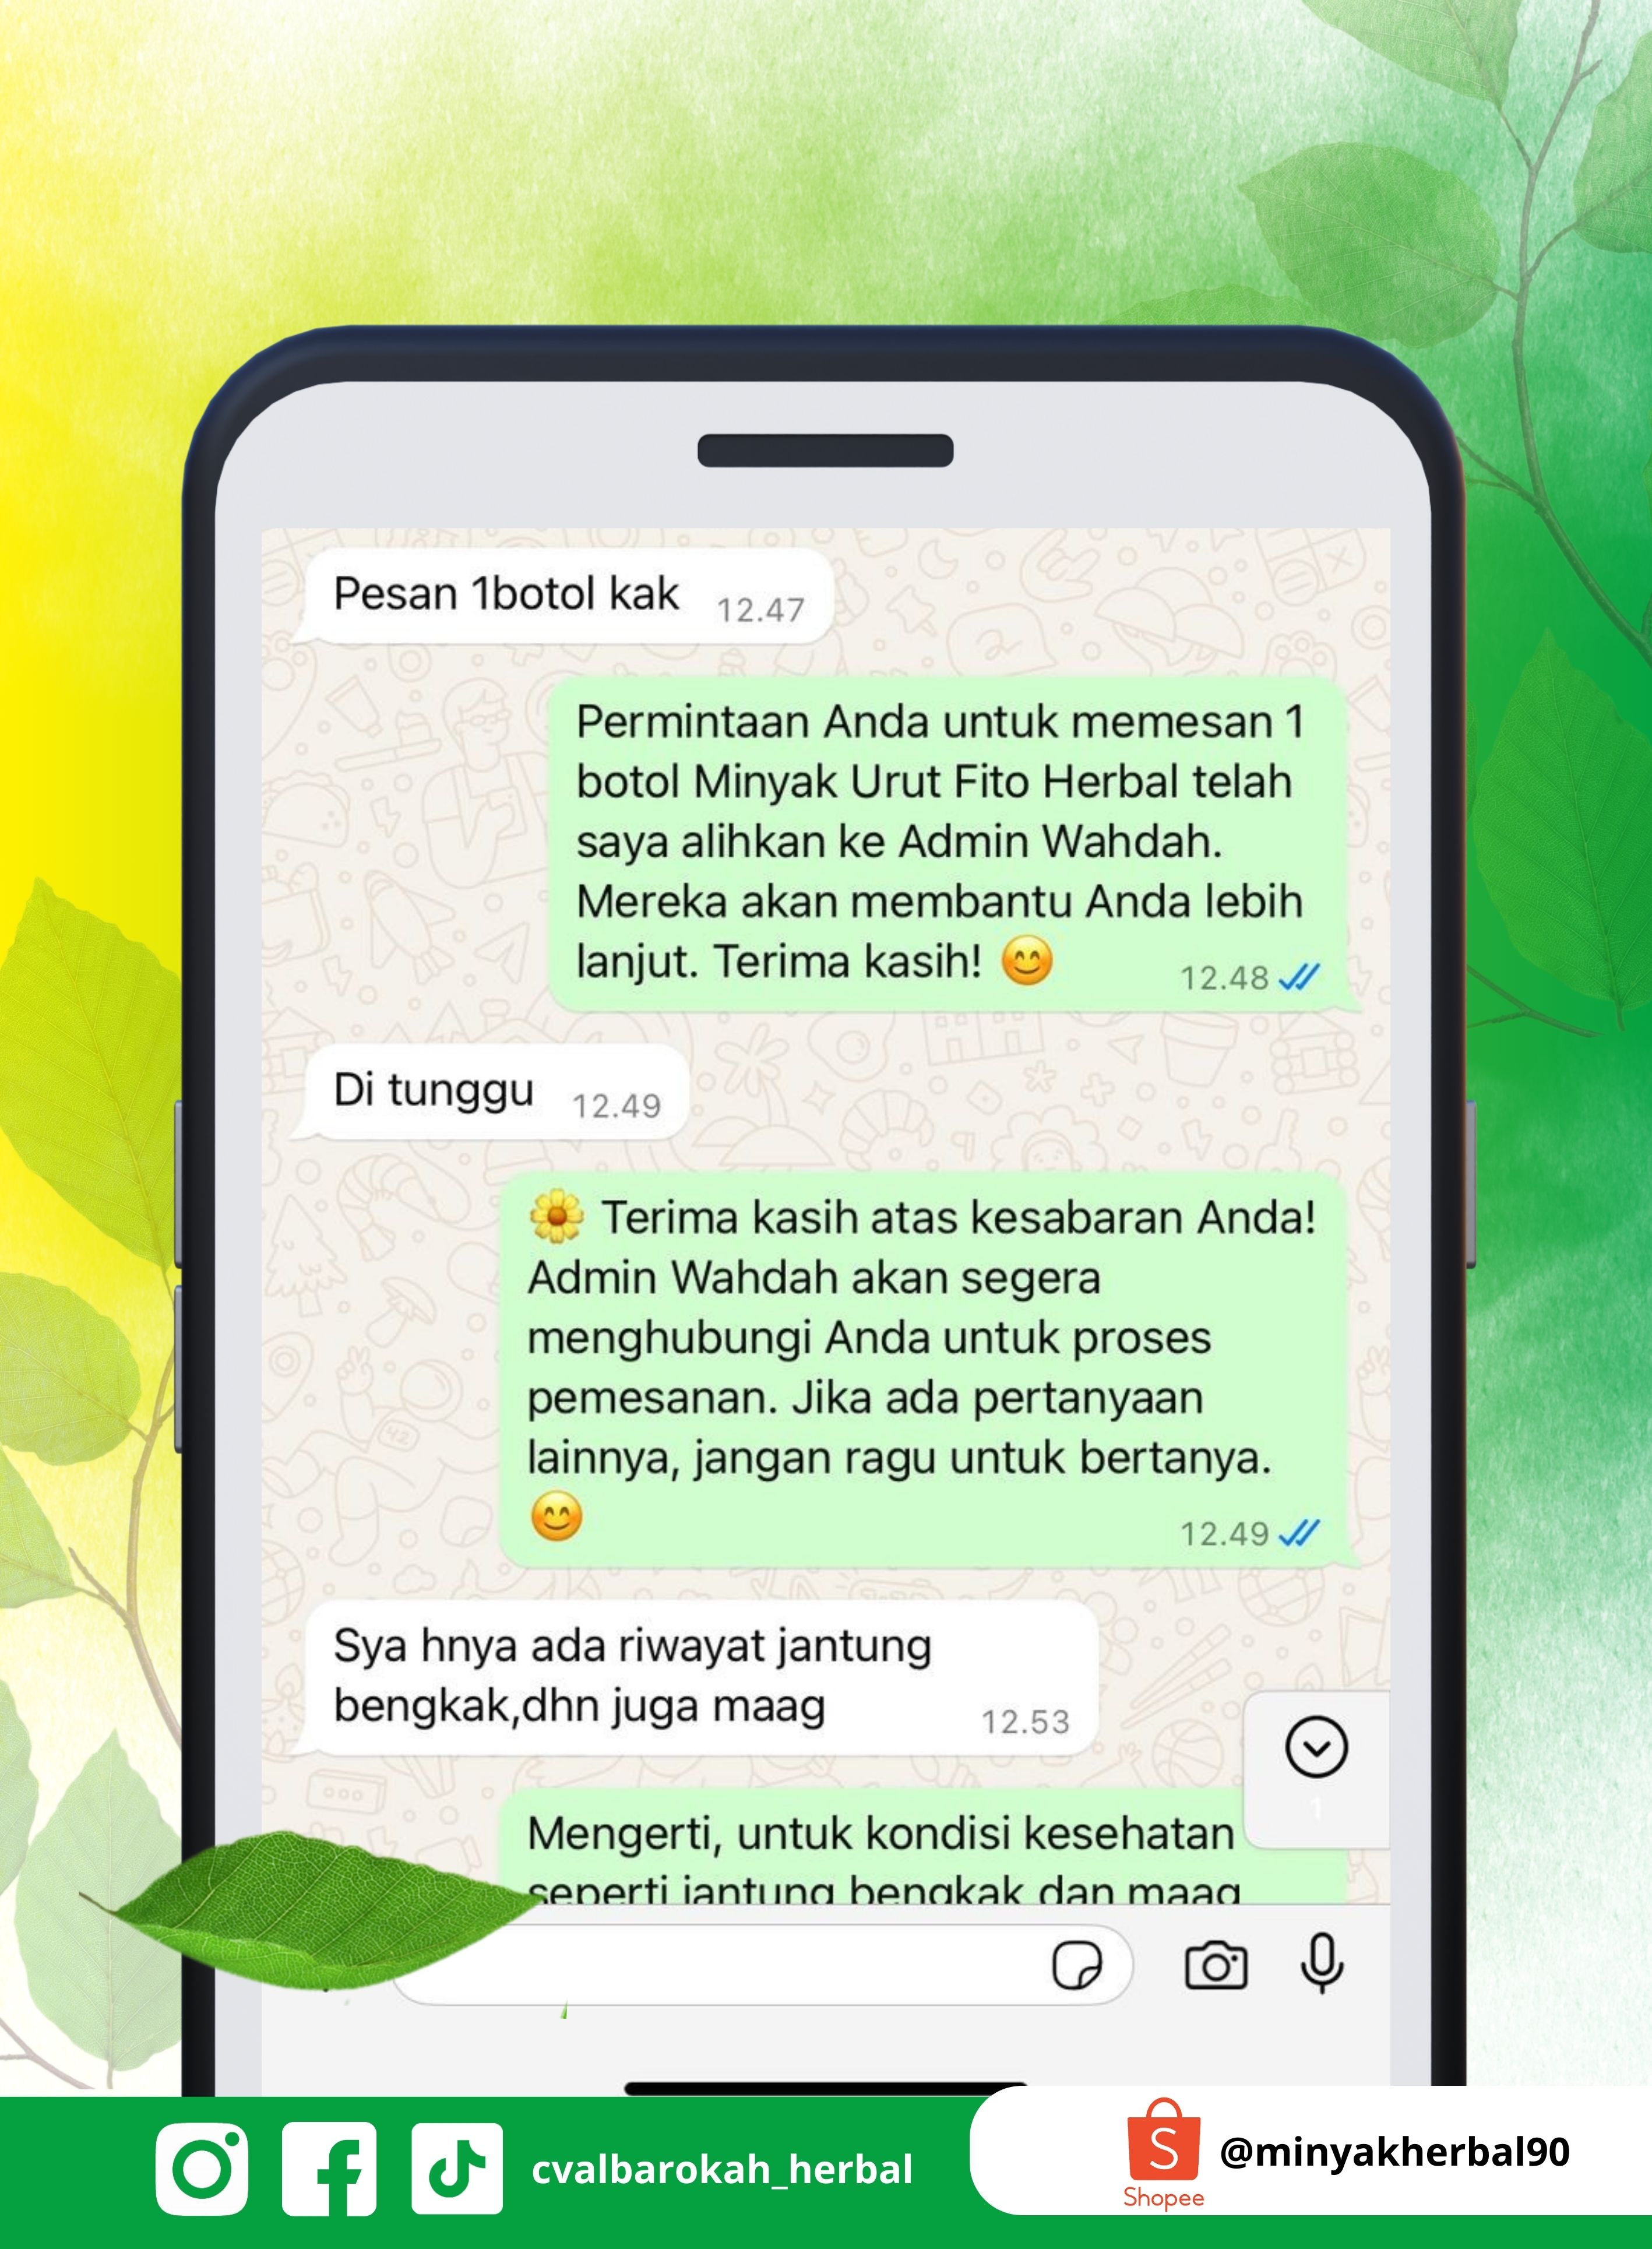 Pesan 1botol kak 12.47
Permintaan Anda untuk memesan 1
botol Minyak Urut Fito Herbal telah
saya alihkan ke Admin Wahdah.
Mereka akan membantu Anda lebih
lanjut. Terima kasih! 😊 12.48
Di tunggu 12.49
🌼 Terima kasih atas kesabaran Anda!
Admin Wahdah akan segera
menghubungi Anda untuk proses
pemesanan. Jika ada pertanyaan
lainnya, jangan ragu untuk bertanya.
😊 12.49
Sya hnya ada riwayat jantung
bengkak,dhn juga maag 12.53
1
Mengerti, untuk kondisi kesehatan
seperti jantung bengkak dan maag
cvalbarokah_herbal
Shopee
@minyakherbal90